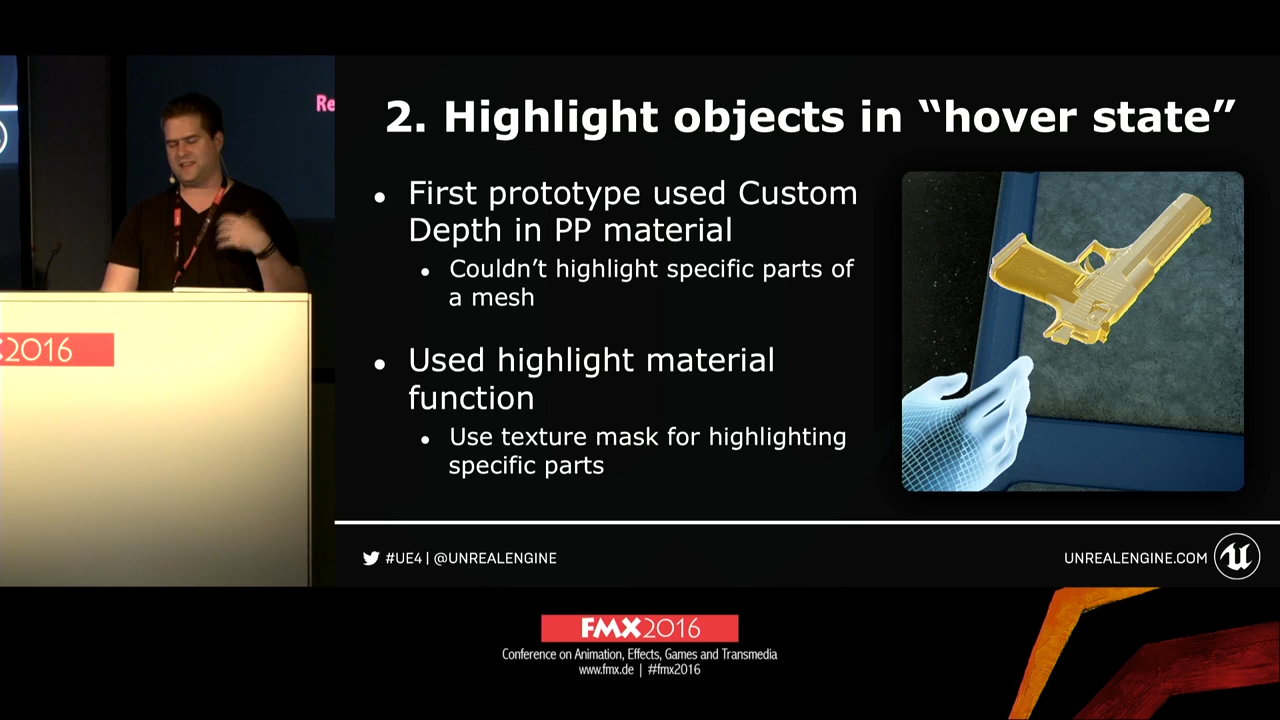 Re
2. Highlight objects in “hover state”
• First prototype used Custom
Depth in PP material
• Couldn’t highlight specific parts of
a mesh
• Used highlight material
function
• Use texture mask for highlighting
specific parts
2016
#UE4 | @UNREALENGINE
UNREALENGINE.COM
FMX2016
Conference on Animation, Effects, Games and Transmedia
www.fmx.de | #fmx2016